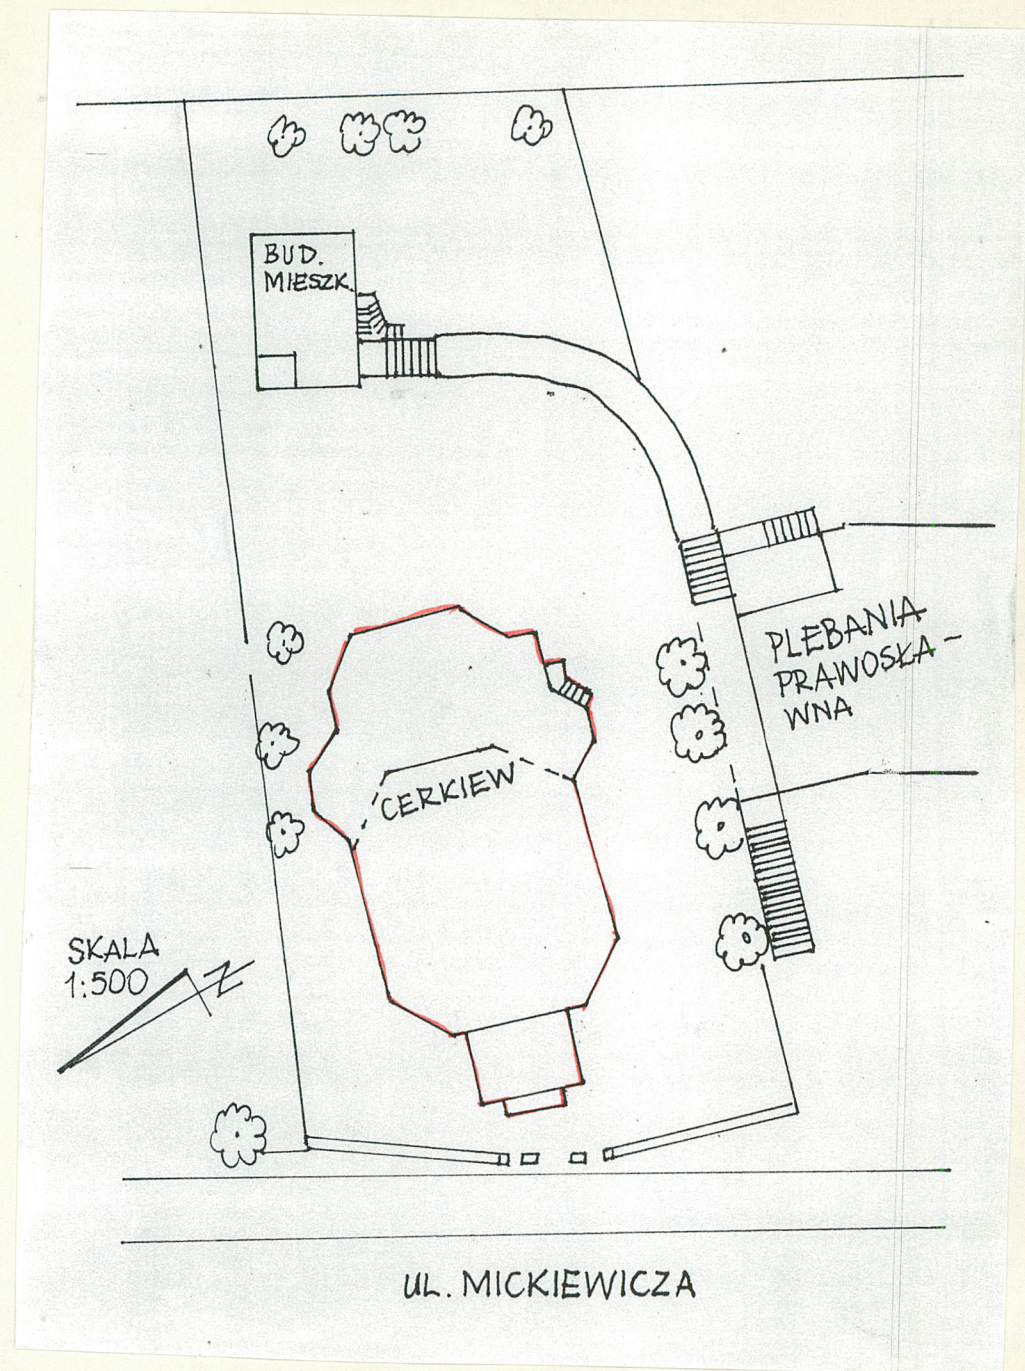 BUD.
MIESZK.
PLEBANIA
PRAWOSŁA-
WNA
CERKIEW
SKALA
1:500
N
UL. MICKIEWICZA